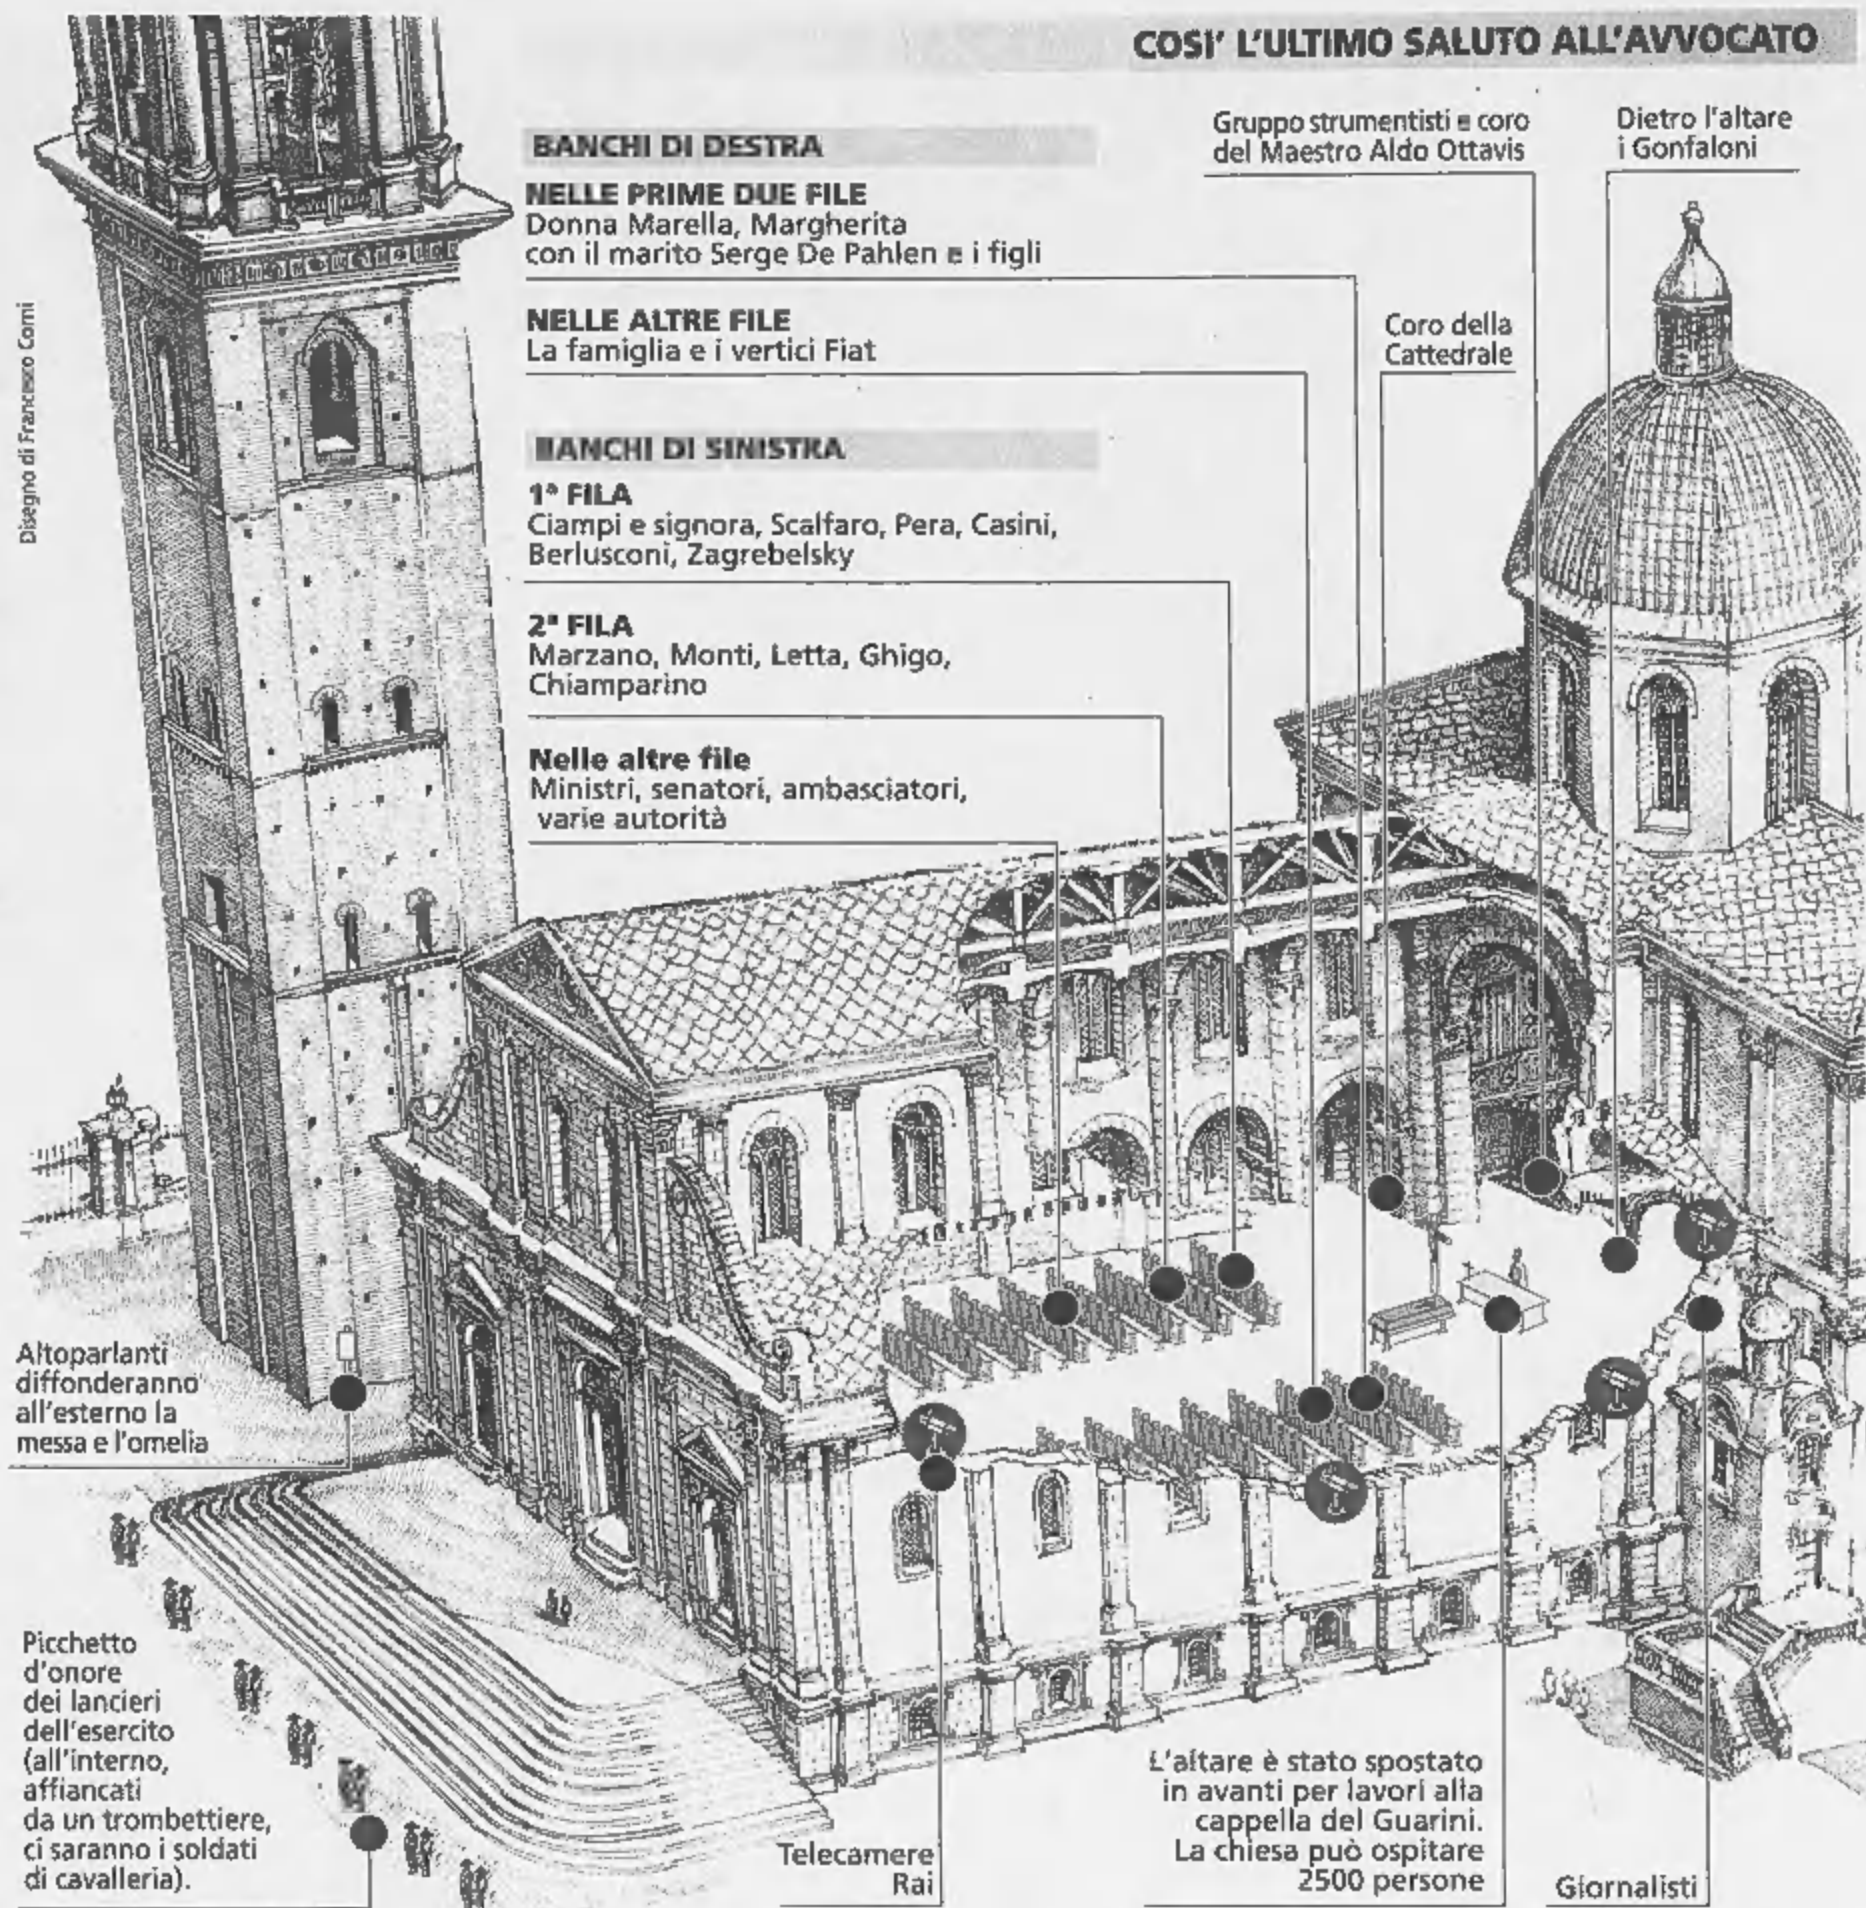 COSI' L'ULTIMO SALUTO ALL'AVVOCATO
BANCHI DI DESTRA
NELLE PRIME DUE FILE
Donna Marella, Margherita
con il marito Serge De Pahlen e i figli
NELLE ALTRE FILE
La famiglia e i vertici Fiat
BANCHI DI SINISTRA
1ª FILA
Ciampi e signora, Scalfaro, Pera, Casini,
Berlusconi, Zagrebelsky
2ª FILA
Marzano, Monti, Letta, Ghigo,
Chiamparino
Nelle altre file
Ministri, senatori, ambasciatori,
varie autorità
Gruppo strumentisti e coro
del Maestro Aldo Ottavis
Dietro l'altare
i Gonfaloni
Coro della
Cattedrale
Disegno di Francesco Corni
Altoparlanti
diffonderanno
all'esterno la
messa e l'omelia
Picchetto
d'onore
dei lancieri
dell'esercito
(all'interno,
affiancati
da un trombettiere,
ci saranno i soldati
di cavalleria).
Telecamere
Rai
L'altare è stato spostato
in avanti per lavori alla
cappella del Guarini.
La chiesa può ospitare
2500 persone
Giornalisti